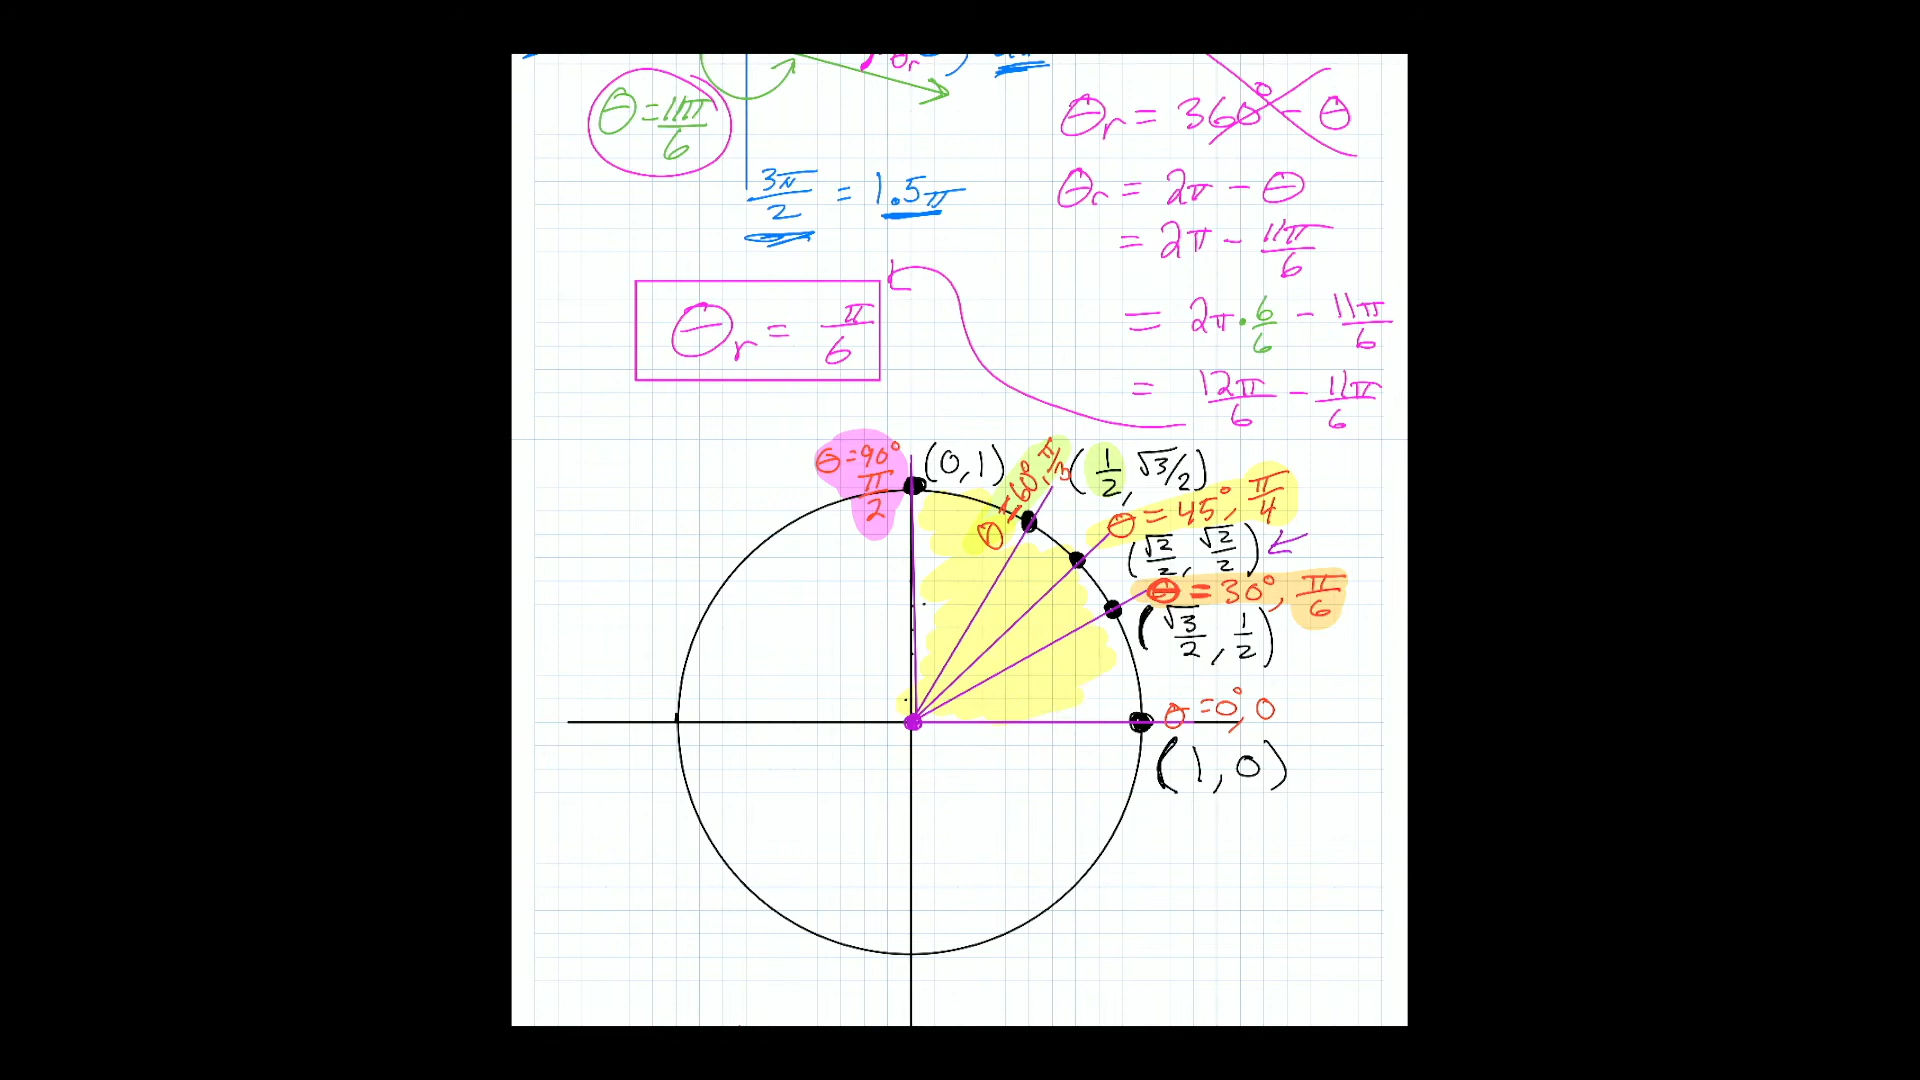 θr
θ = 11π/6
θr = 360° - θ
3π/2 = 1.5π
θr = 2π - θ
= 2π - 11π/6
θr = π/6
= 2π · 6/6 - 11π/6
= 12π/6 - 11π/6
θ = 90°
π/2
(0,1)
θ = 60°, π/3
(1/2, √3/2)
θ = 45°, π/4
(√2/2, √2/2)
θ = 30°, π/6
(√3/2, 1/2)
θ = 0°, 0
(1,0)